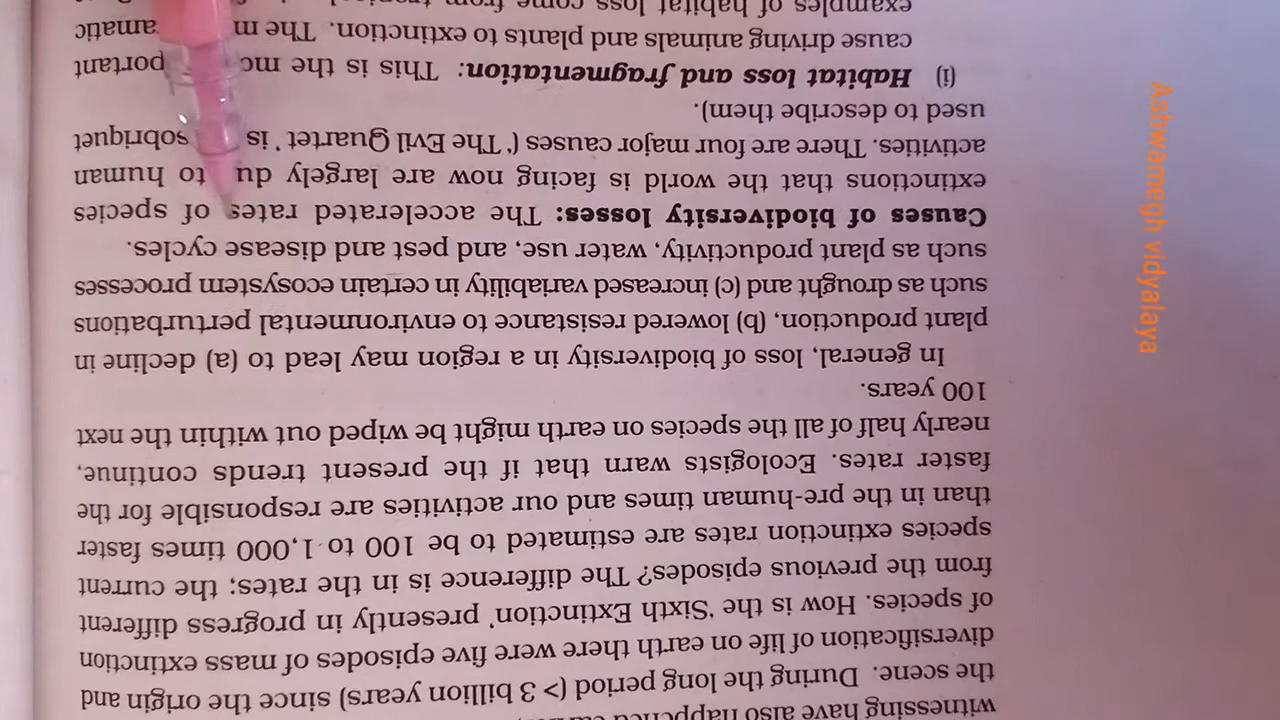 witnessing have also happened
the scene. During the long period (> 3 billion years) since the origin and
diversification of life on earth there were five episodes of mass extinction
of species. How is the 'Sixth Extinction' presently in progress different
from the previous episodes? The difference is in the rates; the current
species extinction rates are estimated to be 100 to 1,000 times faster
than in the pre-human times and our activities are responsible for the
faster rates. Ecologists warn that if the present trends continue,
nearly half of all the species on earth might be wiped out within the next
100 years.
In general, loss of biodiversity in a region may lead to (a) decline in
plant production, (b) lowered resistance to environmental perturbations
such as drought and (c) increased variability in certain ecosystem processes
such as plant productivity, water use, and pest and disease cycles.
Causes of biodiversity losses: The accelerated rates of species
extinctions that the world is facing now are largely du to human
activities. There are four major causes (' The Evil Quartet ' is sobriquet
used to describe them).
(i) Habitat loss and fragmentation: This is the mo portant
cause driving animals and plants to extinction. The m amatic
examples of habitat loss come from
Ashwamegh vidyalaya